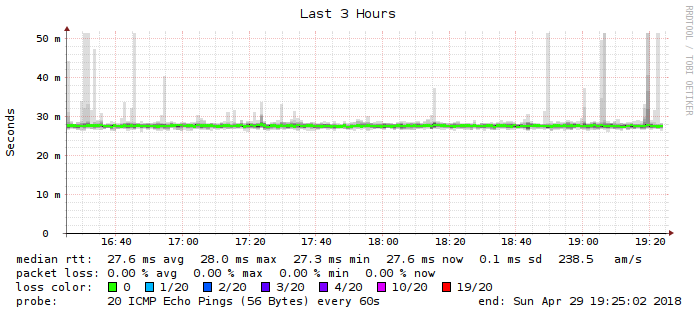 Last 3 Hours
RRDTOOL / TOBI OETIKER
Seconds
50 m
40 m
30 m
20 m
10 m
0
16:40 17:00 17:20 17:40 18:00 18:20 18:40 19:00 19:20
median rtt: 27.6 ms avg 28.0 ms max 27.3 ms min 27.6 ms now 0.1 ms sd 238.5 am/s
packet loss: 0.00 % avg 0.00 % max 0.00 % min 0.00 % now
loss color: 0 1/20 2/20 3/20 4/20 10/20 19/20
probe: 20 ICMP Echo Pings (56 Bytes) every 60s end: Sun Apr 29 19:25:02 2018